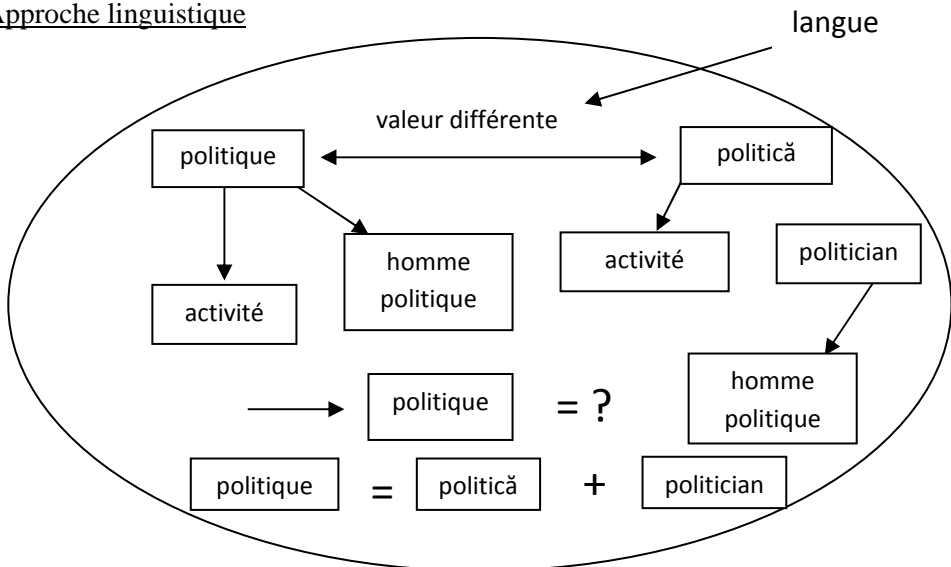 Approche linguistique
langue
valeur différente
politique
politică
homme
politique
activité
politician
activité
homme
politique
politique
= ?
politique = politică + politician